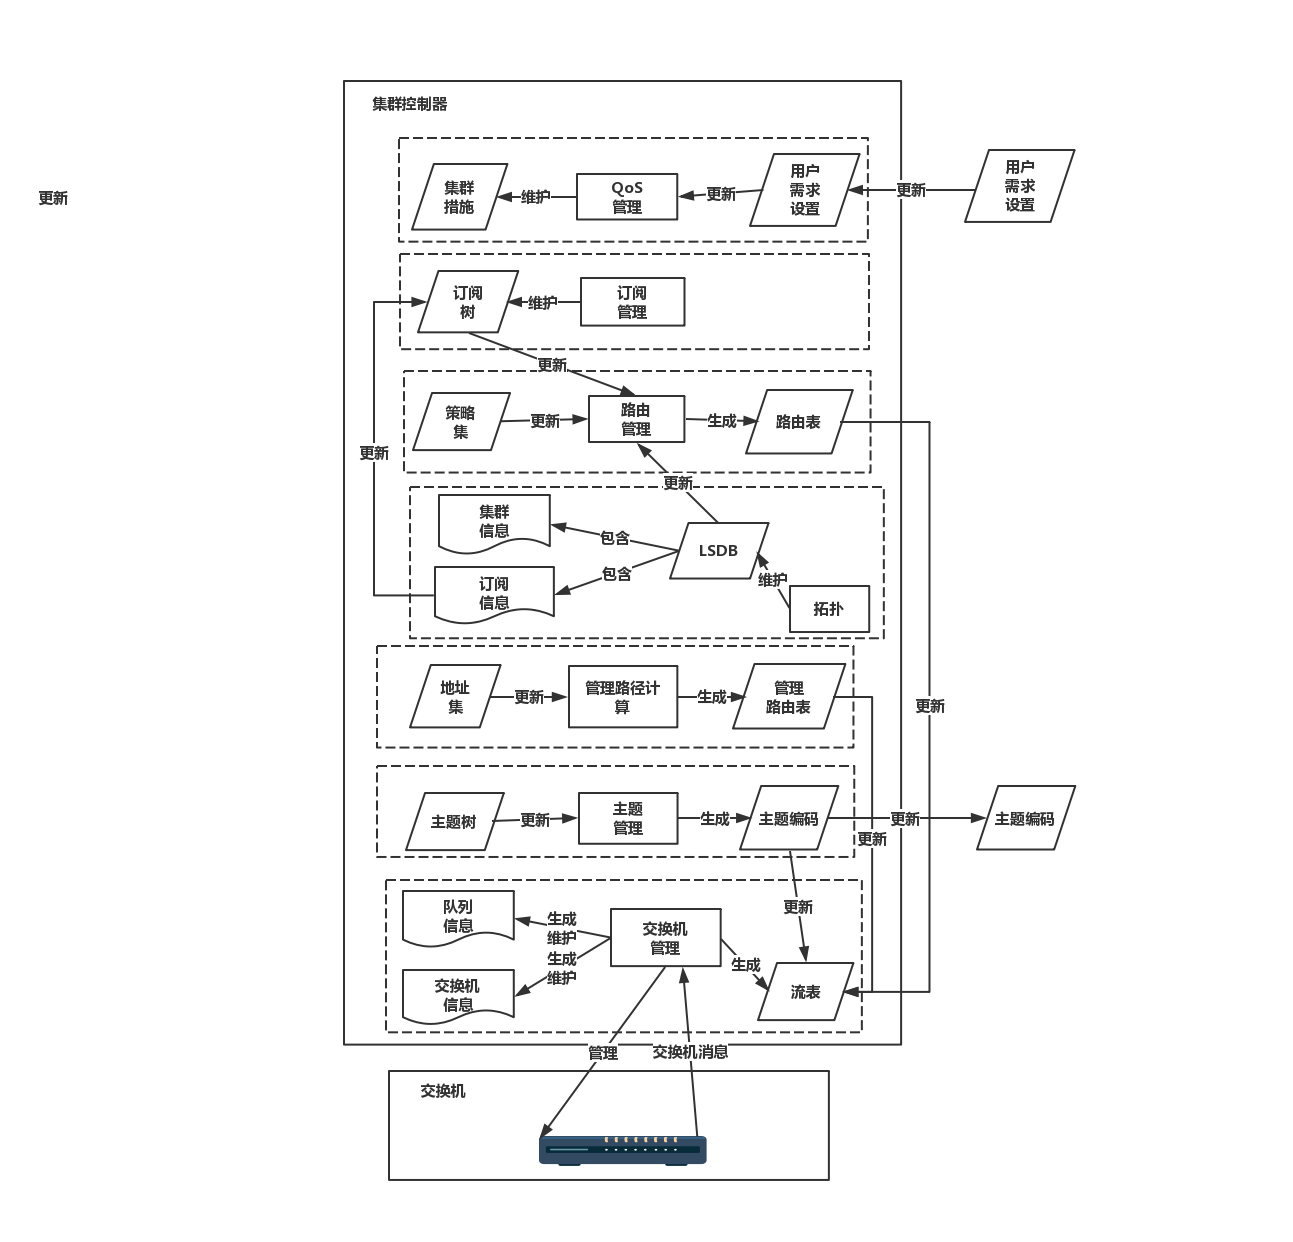 集群控制器
更新
集群
措施
维护
QoS
管理
更新
用户
需求
设置
更新
用户
需求
设置
订阅
树
维护
订阅
管理
更新
策略
集
更新
路由
管理
生成
路由表
更新
更新
集群
信息
包含
LSDB
订阅
信息
包含
维护
拓扑
地址
集
更新
管理路径计
算
生成
管理
路由表
更新
主题树
更新
主题
管理
生成
主题编码
更新
主题编码
更新
队列
信息
生成
维护
交换机
管理
更新
交换机
信息
生成
维护
生成
流表
管理
交换机消息
交换机